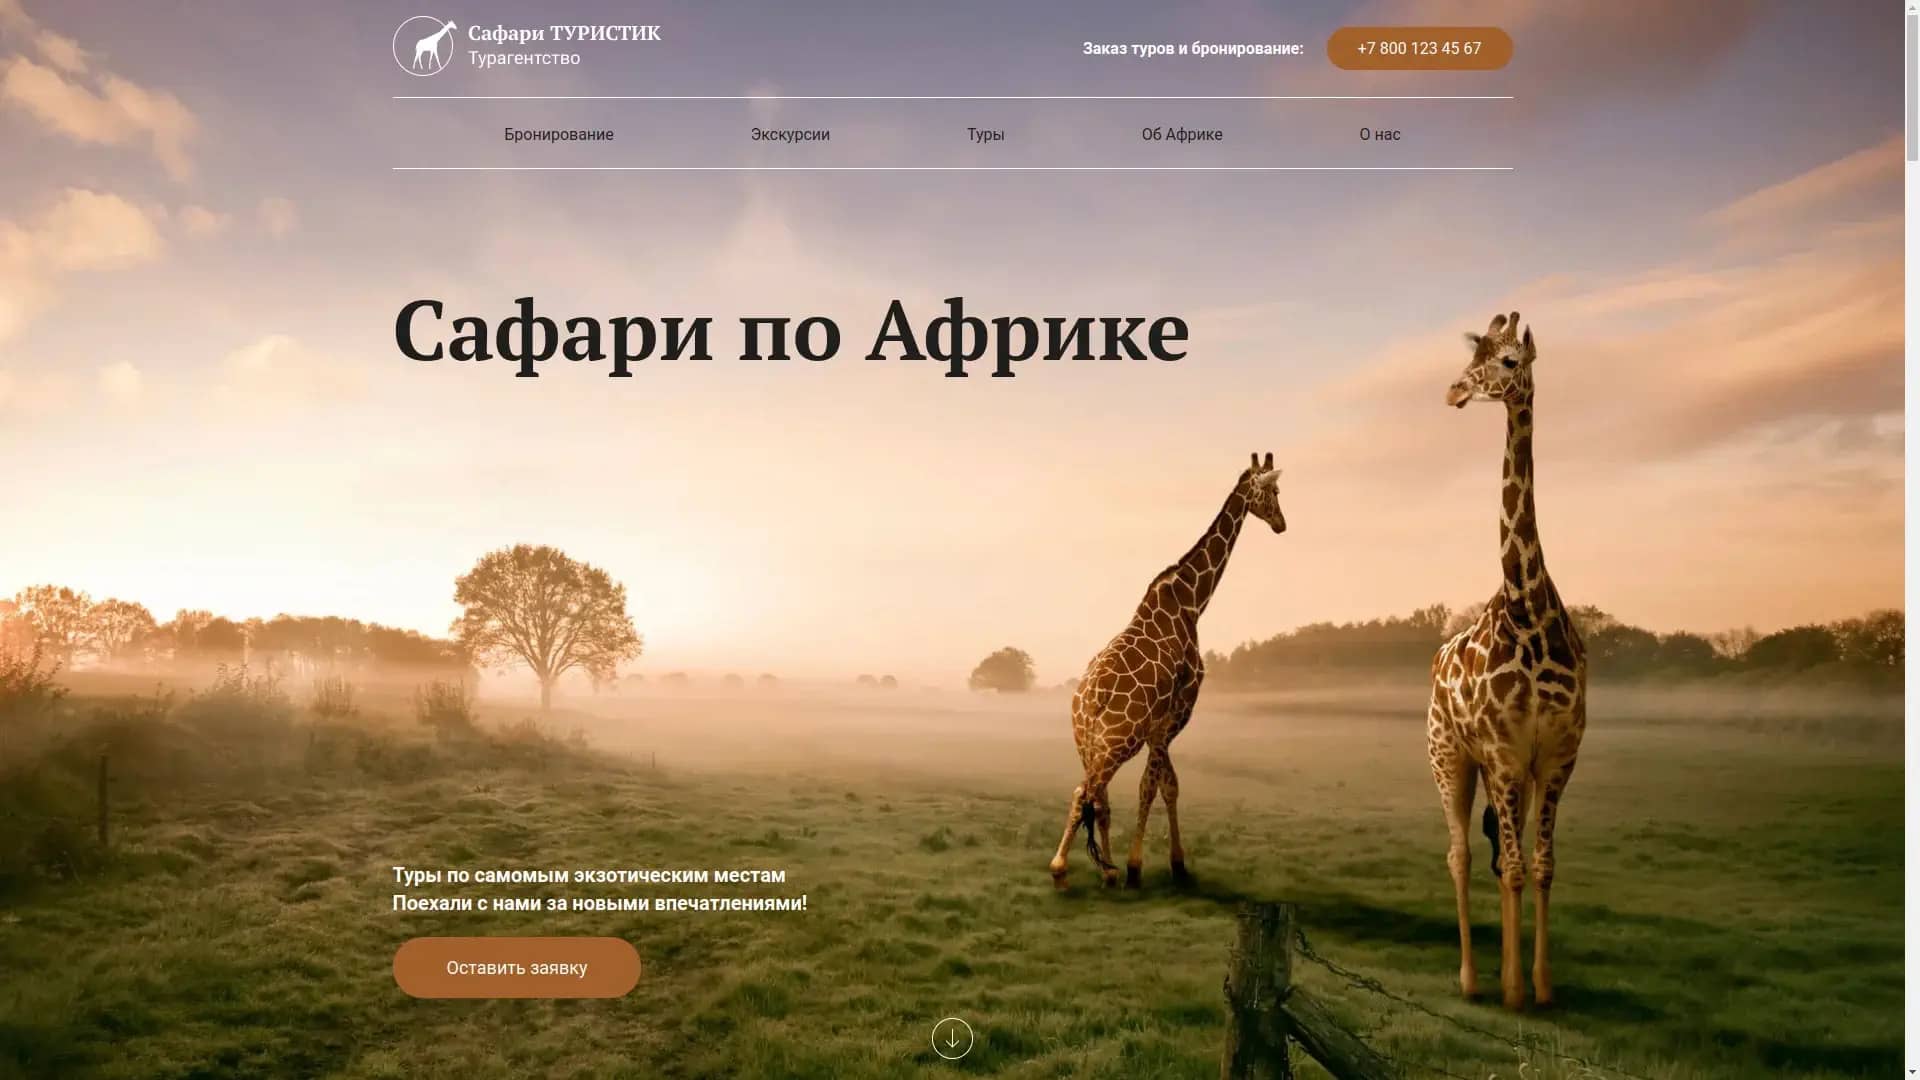 Сафари ТУРИСТИК
Турагентство
Заказ туров и бронирование:
+7 800 123 45 67
Бронирование
Экскурсии
Туры
Об Африке
О нас
Сафари по Африке
Туры по самомым экзотическим местам
Поехали с нами за новыми впечатлениями!
Оставить заявку